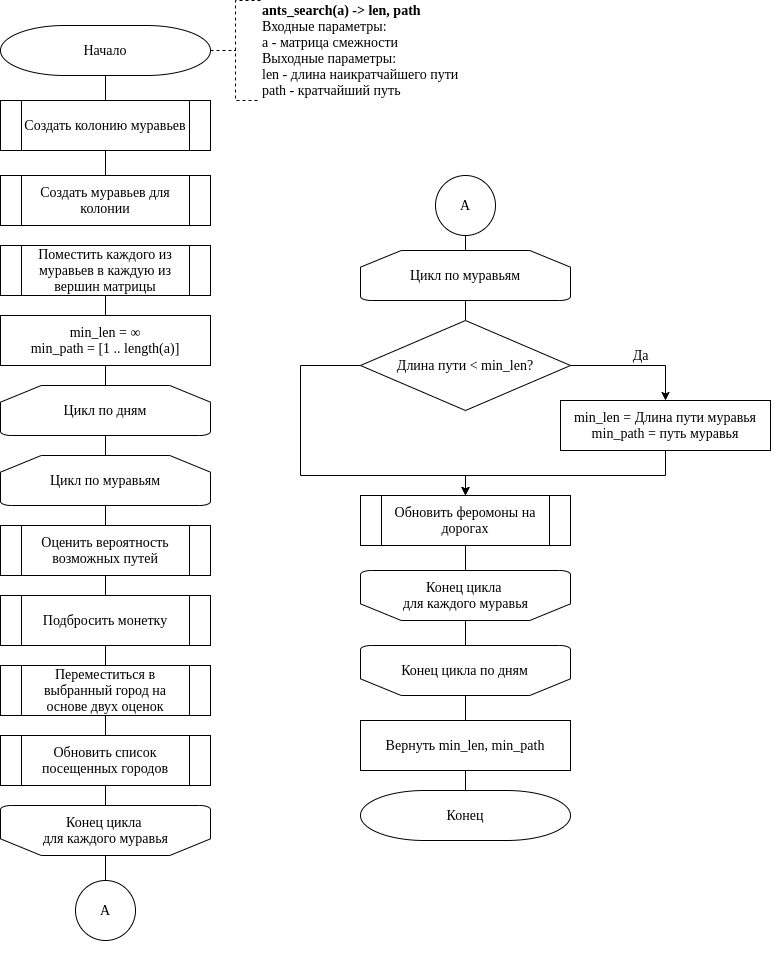 ants_search(a) -> len, path
Входные параметры:
a - матрица смежности
Выходные параметры:
len - длина наикратчайшего пути
path - кратчайший путь
Начало
Создать колонию муравьев
Создать муравьев для
колонии
Поместить каждого из
муравьев в каждую из
вершин матрицы
min_len = ∞
min_path = [1 .. length(a)]
Цикл по дням
Цикл по муравьям
Оценить вероятность
возможных путей
Подбросить монетку
Переместиться в
выбранный город на
основе двух оценок
Обновить список
посещенных городов
Конец цикла
для каждого муравья
А
А
Цикл по муравьям
Длина пути < min_len?
Да
min_len = Длина пути муравья
min_path = путь муравья
Обновить феромоны на
дорогах
Конец цикла
для каждого муравья
Конец цикла по дням
Вернуть min_len, min_path
Конец